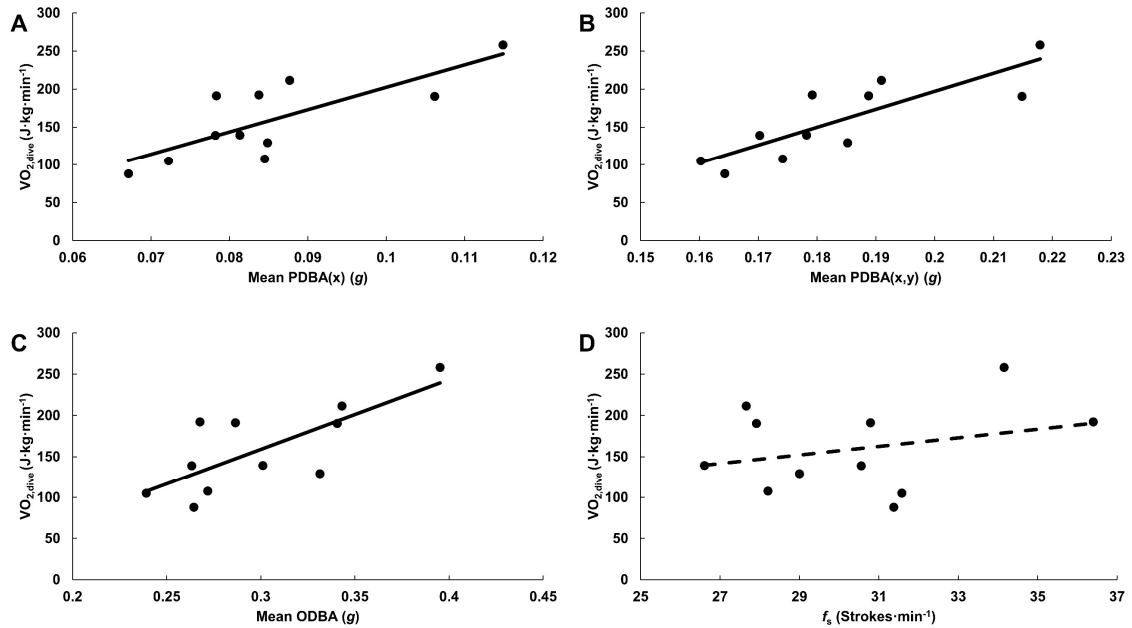 A
300
250
200
150
100
50
0
VO2,dive (J·kg·min-1)
0.06 0.07 0.08 0.09 0.1 0.11 0.12
Mean PDBA(x) (g)
B
300
250
200
150
100
50
0
VO2,dive (J·kg·min-1)
0.15 0.16 0.17 0.18 0.19 0.2 0.21 0.22 0.23
Mean PDBA(x,y) (g)
C
300
250
200
150
100
50
0
VO2,dive (J·kg·min-1)
0.2 0.25 0.3 0.35 0.4 0.45
Mean ODBA (g)
D
300
250
200
150
100
50
0
VO2,dive (J·kg·min-1)
25 27 29 31 33 35 37
fs (Strokes·min-1)